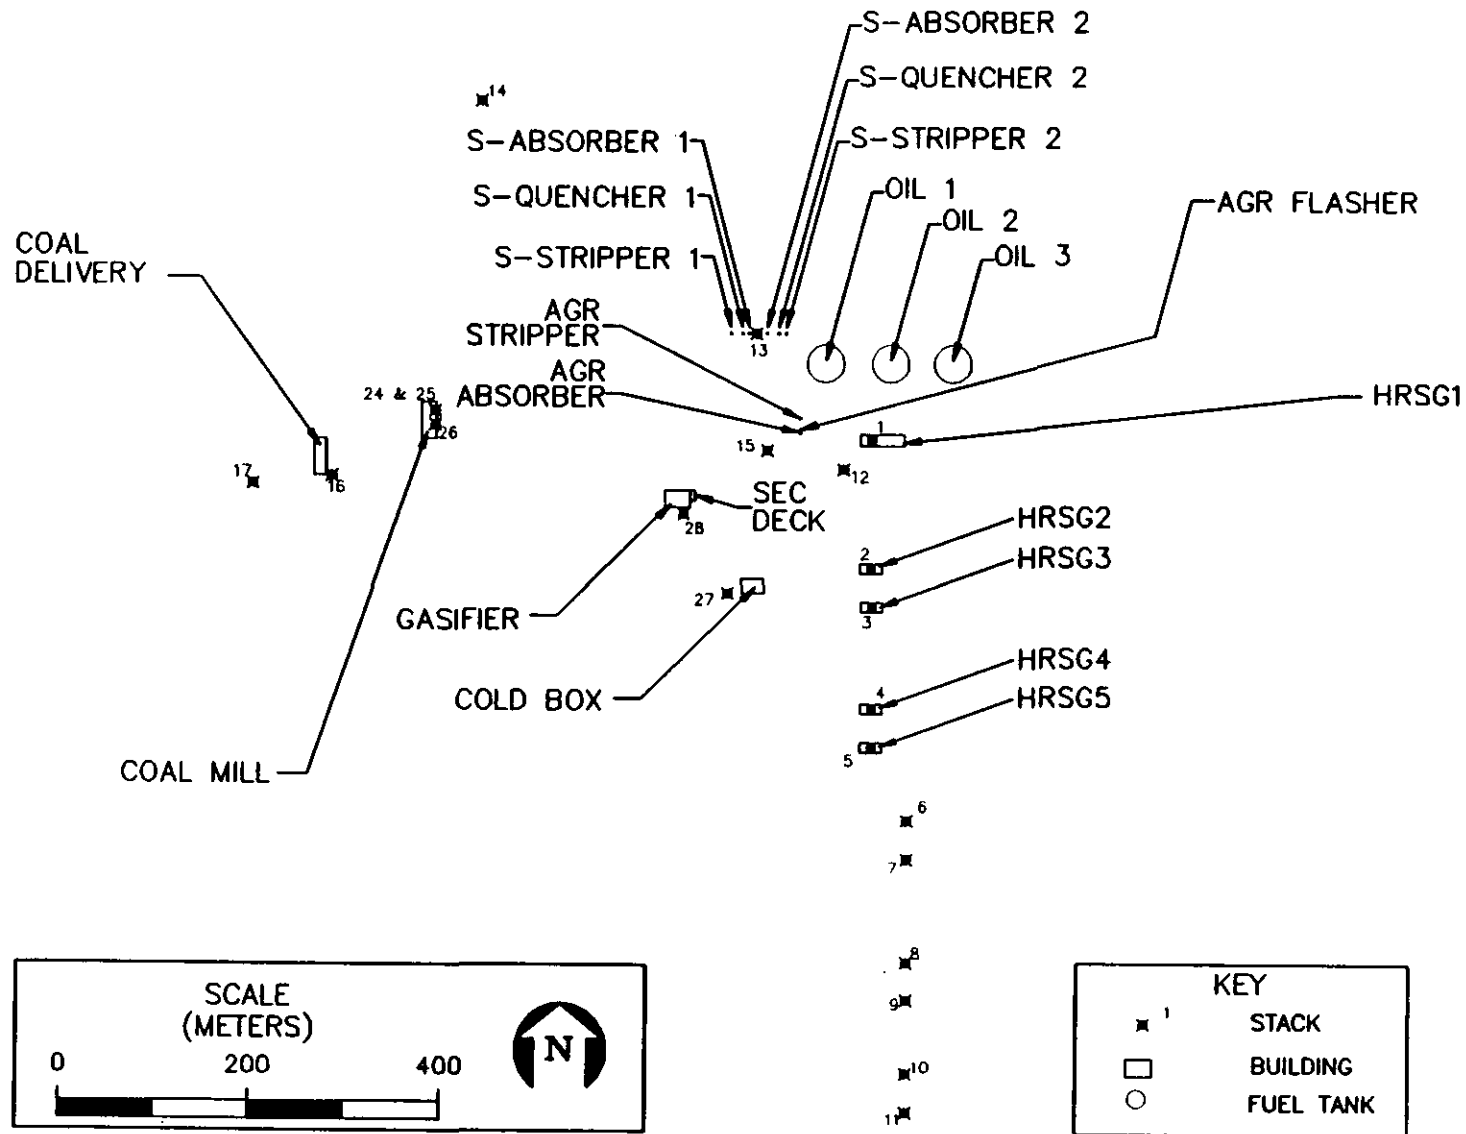 S-ABSORBER 2
S-QUENCHER 2
14
S-ABSORBER 1
S-STRIPPER 2
S-QUENCHER 1
OIL 1
AGR FLASHER
OIL 2
COAL
DELIVERY
S-STRIPPER 1
OIL 3
AGR
STRIPPER
13
AGR
ABSORBER
24 & 25
HRSG1
26
1
15
17
16
12
SEC
DECK
28
HRSG2
2
HRSG3
27
3
GASIFIER
HRSG4
4
COLD BOX
HRSG5
5
COAL MILL
6
7
8
9
10
11
SCALE
(METERS)
0 200 400
N
KEY
1 STACK
BUILDING
FUEL TANK